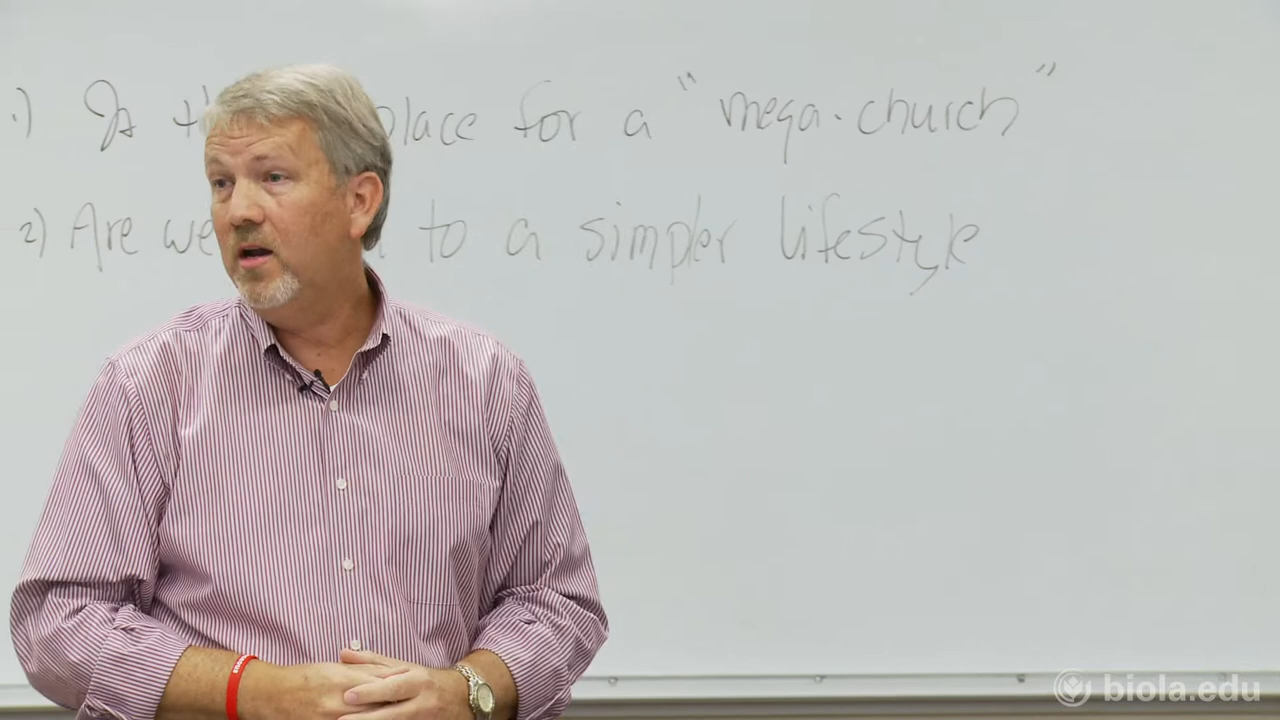 1.) Is place for a "mega-church"
2) Are we to a simpler lifestyle
biola.edu